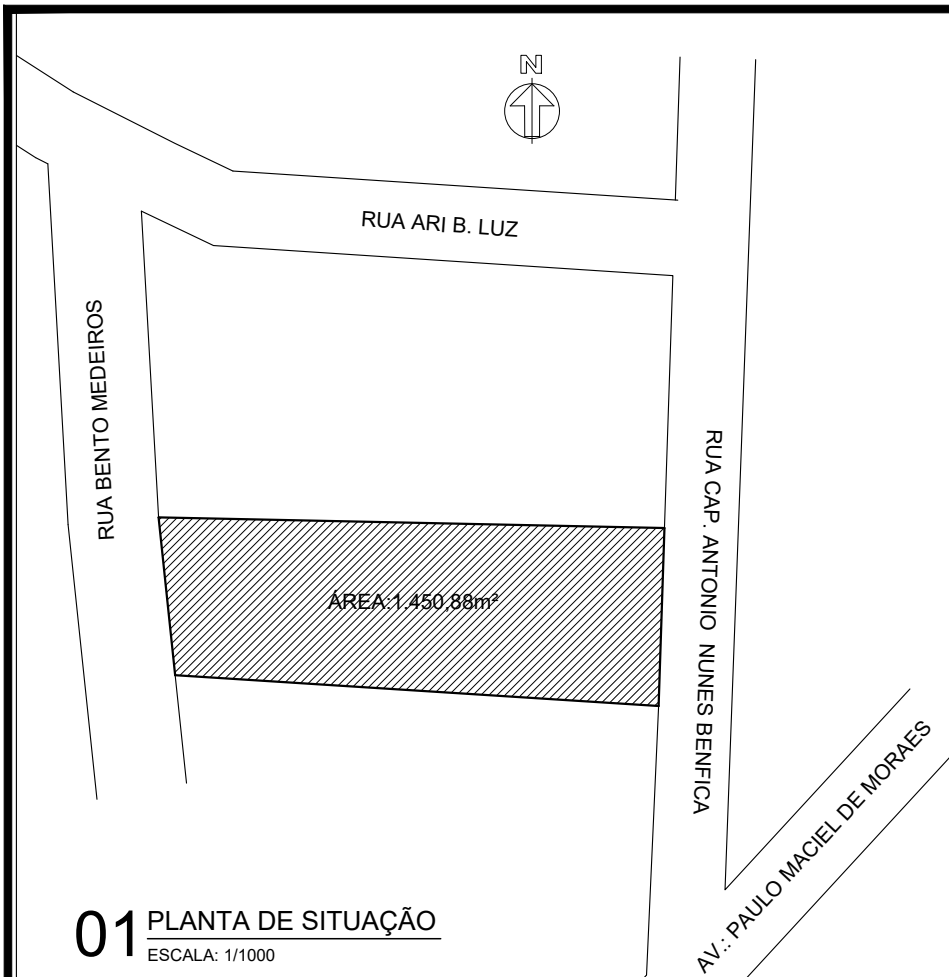 N
RUA ARI B. LUZ
RUA BENTO MEDEIROS
RUA CAP. ANTONIO NUNES BENFICA
ÁREA:1.450,88m²
AV.: PAULO MACIEL DE MORAES
01 PLANTA DE SITUAÇÃO
ESCALA: 1/1000